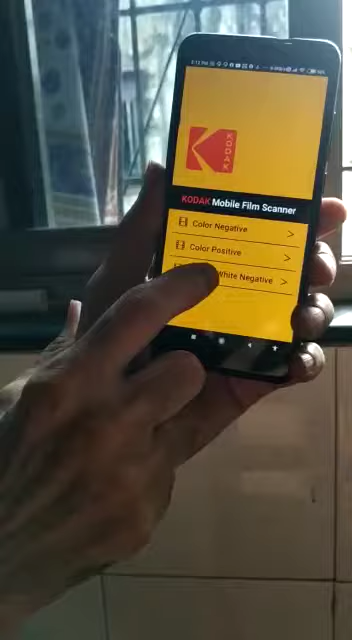 KODAK
KODAK Mobile Film Scanner
Color Negative
Color Positive
White Negative